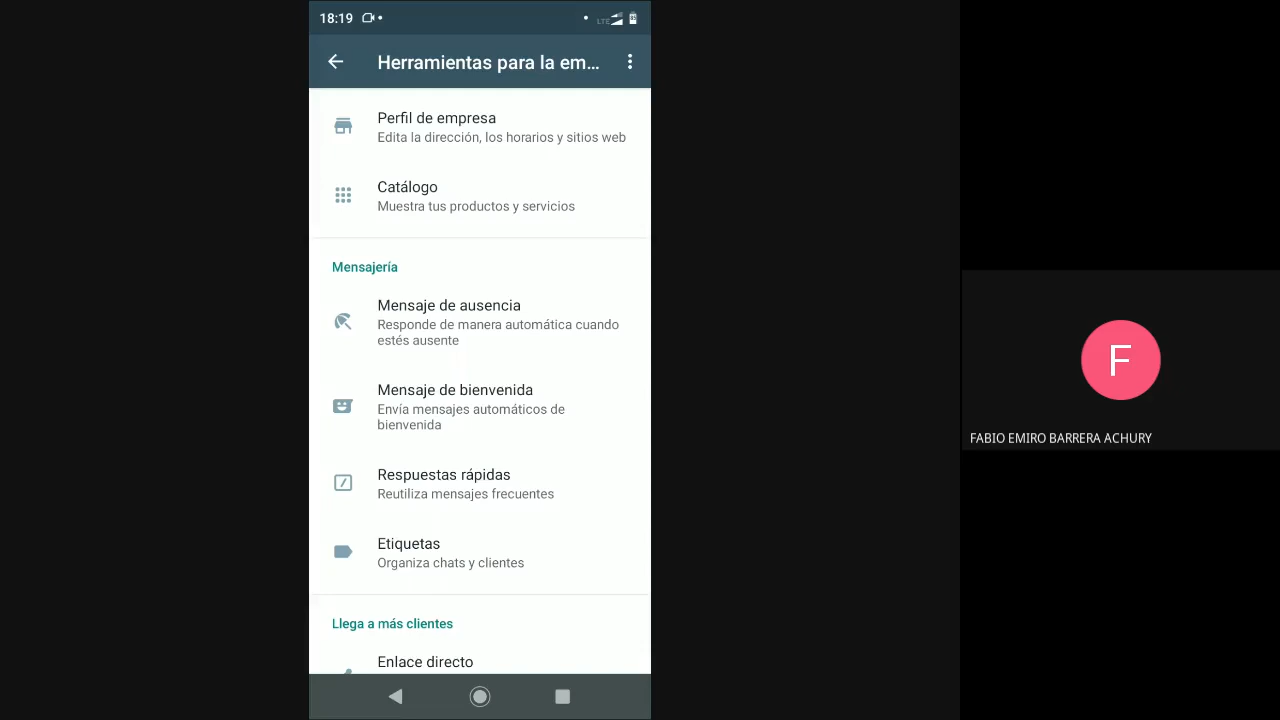 18:19
LTE
Herramientas para la em...
Perfil de empresa
Edita la dirección, los horarios y sitios web
Catálogo
Muestra tus productos y servicios
Mensajería
Mensaje de ausencia
Responde de manera automática cuando
estés ausente
Mensaje de bienvenida
Envía mensajes automáticos de
bienvenida
Respuestas rápidas
Reutiliza mensajes frecuentes
Etiquetas
Organiza chats y clientes
Llega a más clientes
Enlace directo
F
FABIO EMIRO BARRERA ACHURY